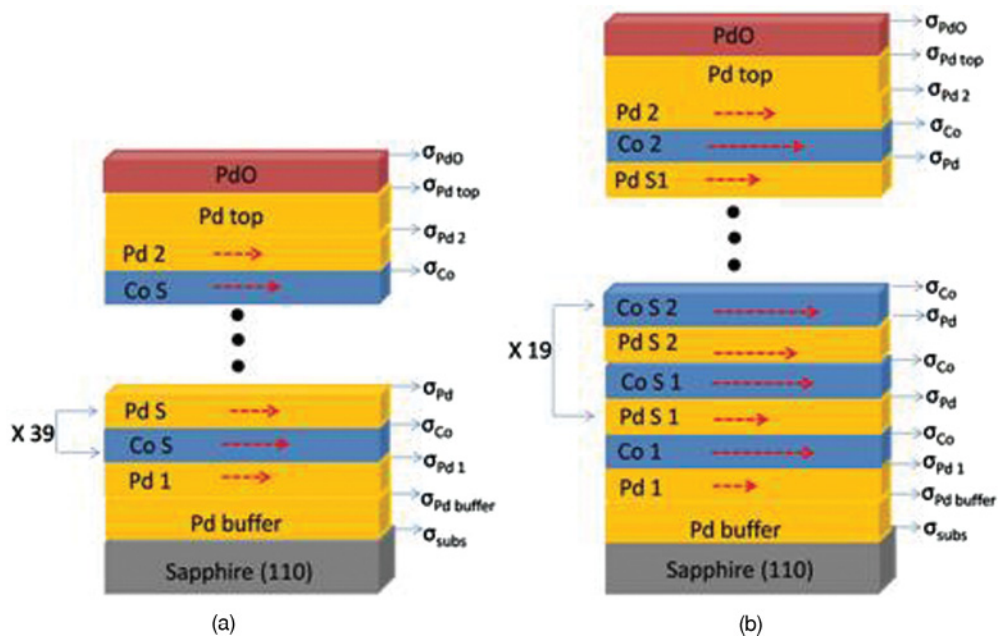 PdO
Pd top
Pd 2
Co S
Pd S
Co S
Pd 1
Pd buffer
Sapphire (110)
X 39
σPdO
σPd top
σPd 2
σCo
σPd
σCo
σPd 1
σPd buffer
σsubs
(a)
PdO
Pd top
Pd 2
Co 2
Pd S1
Co S 2
Pd S 2
Co S 1
Pd S 1
Co 1
Pd 1
Pd buffer
Sapphire (110)
X 19
σPdO
σPd top
σPd 2
σCo
σPd
σCo
σPd
σCo
σPd
σCo
σPd 1
σPd buffer
σsubs
(b)